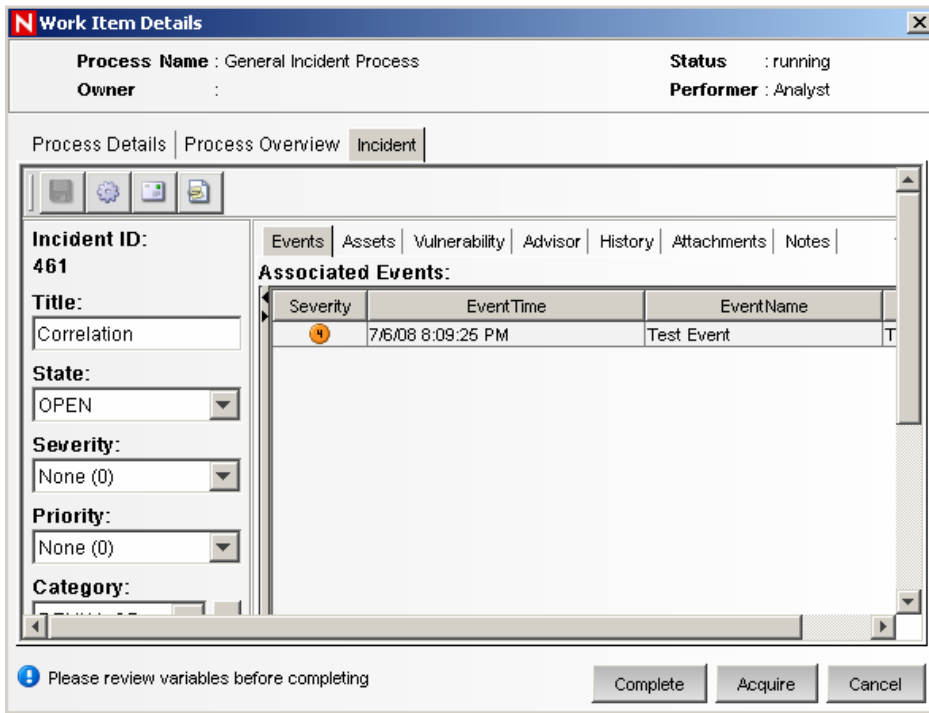 N Work Item Details
Process Name : General Incident Process Status : running
Owner : Performer : Analyst
Process Details Process Overview Incident
Incident ID:
461
Events Assets Vulnerability Advisor History Attachments Notes
Associated Events:
Title:
Correlation
Severity EventTime EventName
4 7/6/08 8:09:25 PM Test Event T
State:
OPEN
Severity:
None (0)
Priority:
None (0)
Category:
Please review variables before completing
Complete Acquire Cancel